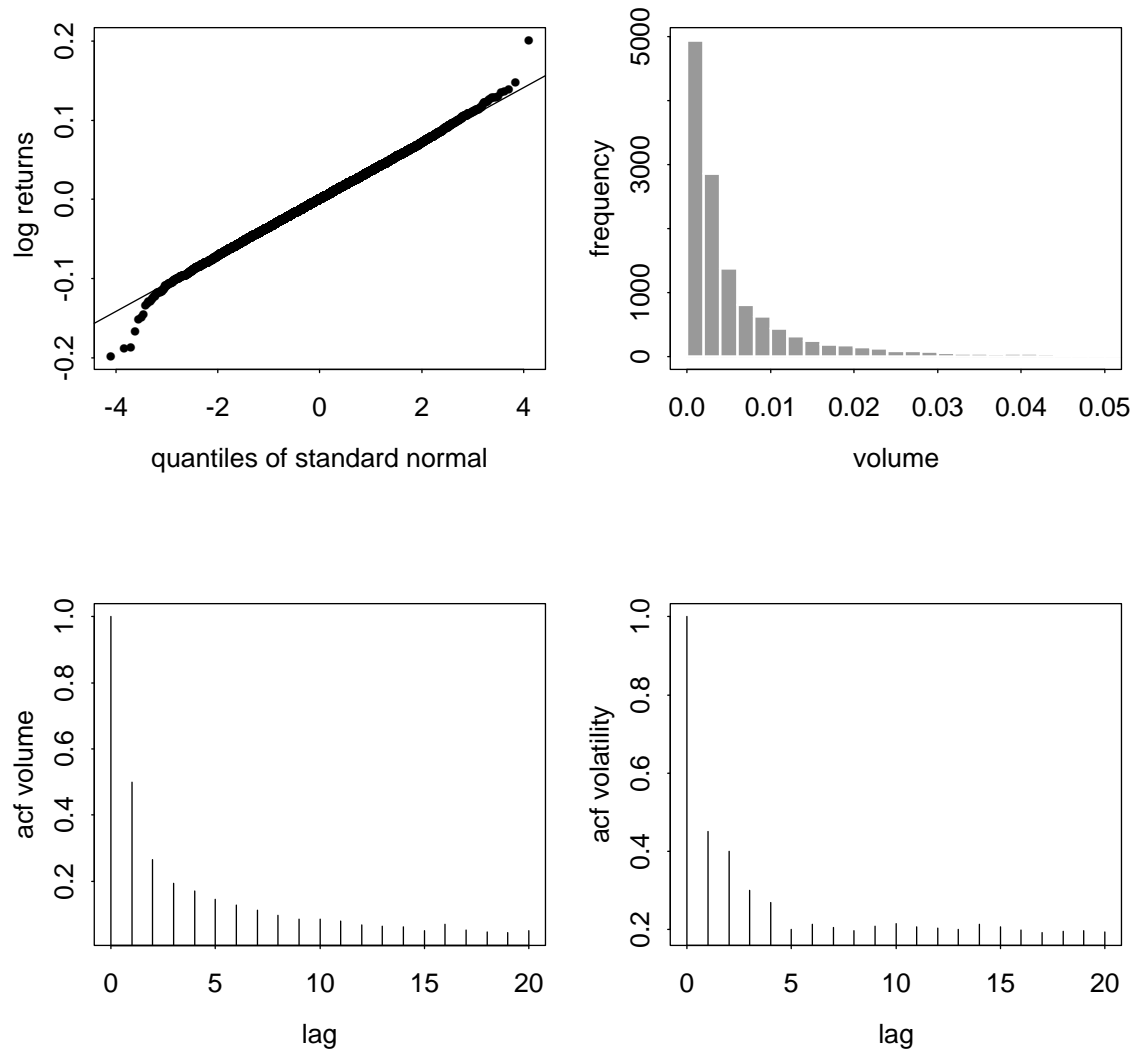 log returns
0.2
0.1
0.0
-0.1
-0.2
-4 -2 0 2 4
quantiles of standard normal
frequency
5000
3000
1000
0
0.0 0.01 0.02 0.03 0.04 0.05
volume
acf volume
1.0
0.8
0.6
0.4
0.2
0 5 10 15 20
lag
acf volatility
1.0
0.8
0.6
0.4
0.2
0 5 10 15 20
lag